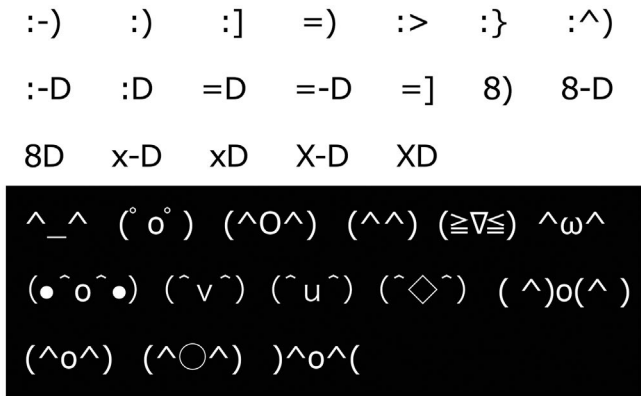 :-) :) :] =) :> :} :^)
:-D :D =D =-D =] 8) 8-D
8D x-D xD X-D XD
^_^ (゜o゜) (^O^) (^^) (≧∇≦) ^ω^
(●＾o＾●) (＾v＾) (＾u＾) (＾◇＾) ( ^)o(^ )
(^o^) (^○^) )^o^(